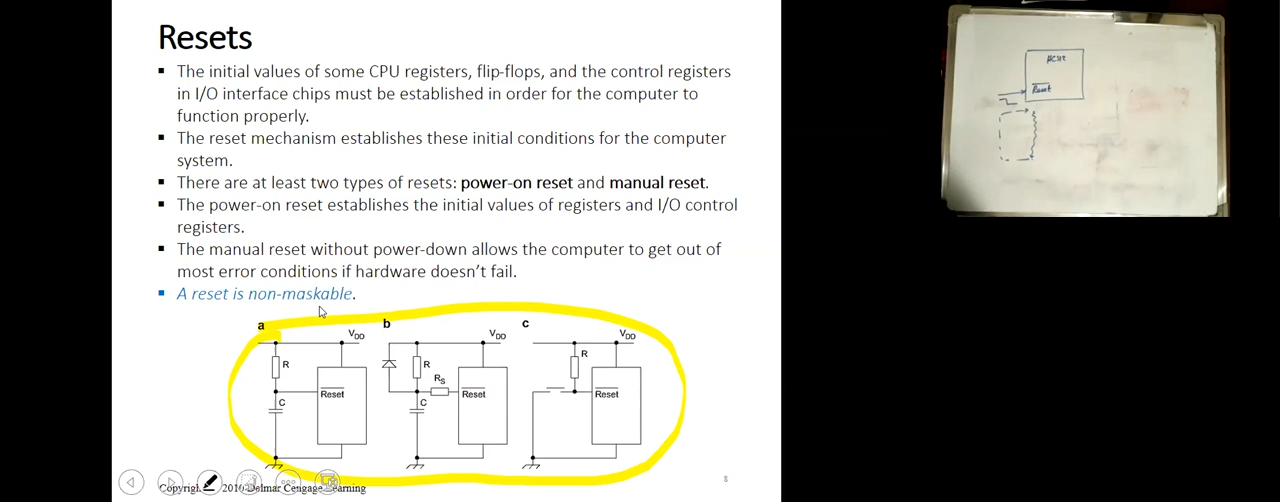 Resets
▪ The initial values of some CPU registers, flip-flops, and the control registers
in I/O interface chips must be established in order for the computer to
function properly.
▪ The reset mechanism establishes these initial conditions for the computer
system.
▪ There are at least two types of resets: power-on reset and manual reset.
▪ The power-on reset establishes the initial values of registers and I/O control
registers.
▪ The manual reset without power-down allows the computer to get out of
most error conditions if hardware doesn't fail.
▪ A reset is non-maskable.
a
VDD
R
Reset
C
b
VDD
R
RS
Reset
C
c
VDD
R
Reset
2010 Delmar Cengage Learning
8
HCS12
Reset